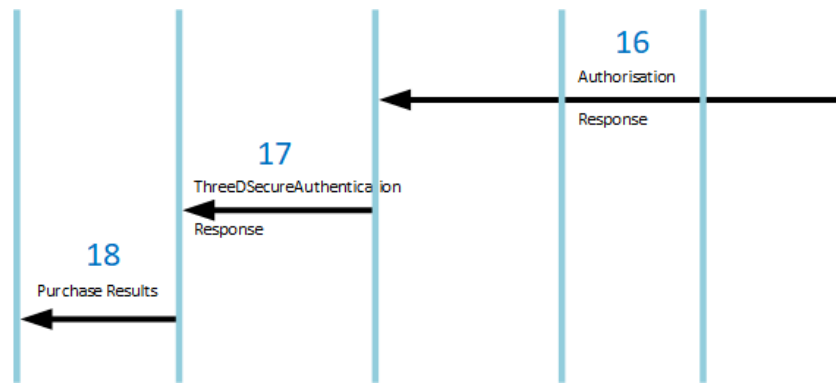 16
Authorisation
Response
17
ThreeDSecureAuthentication
Response
18
Purchase Results